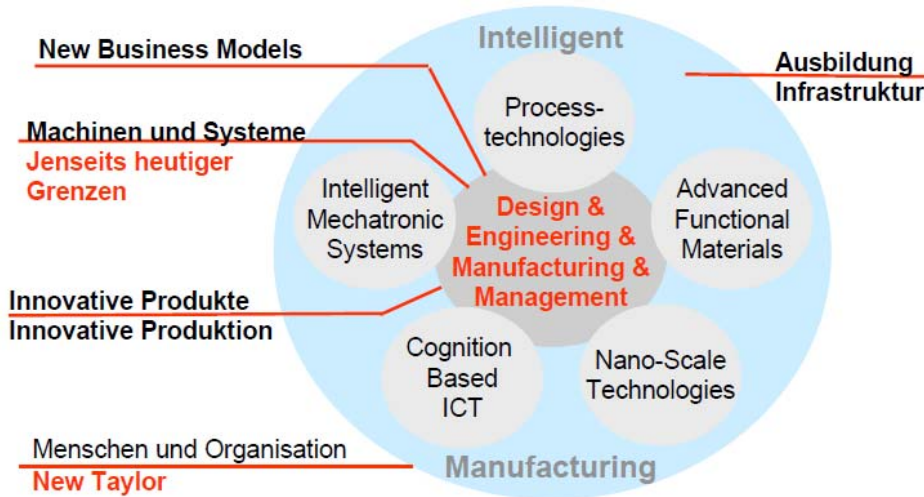 New Business Models
Machinen und Systeme
Jenseits heutiger
Grenzen
Innovative Produkte
Innovative Produktion
Menschen und Organisation
New Taylor
Intelligent
Process-
technologies
Intelligent
Mechatronic
Systems
Design &
Engineering &
Manufacturing &
Management
Advanced
Functional
Materials
Cognition
Based
ICT
Nano-Scale
Technologies
Manufacturing
Ausbildung
Infrastruktur